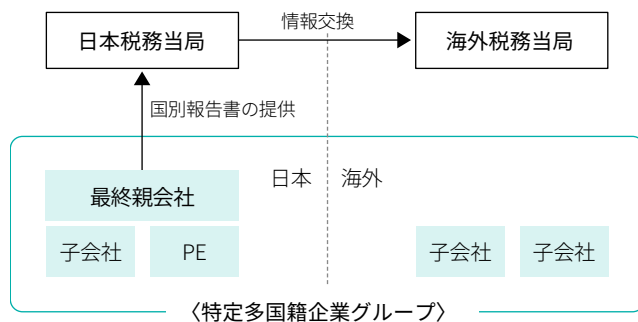 情報交換
日本税務当局
海外税務当局
国別報告書の提供
日本
海外
最終親会社
子会社
PE
子会社
子会社
〈特定多国籍企業グループ〉